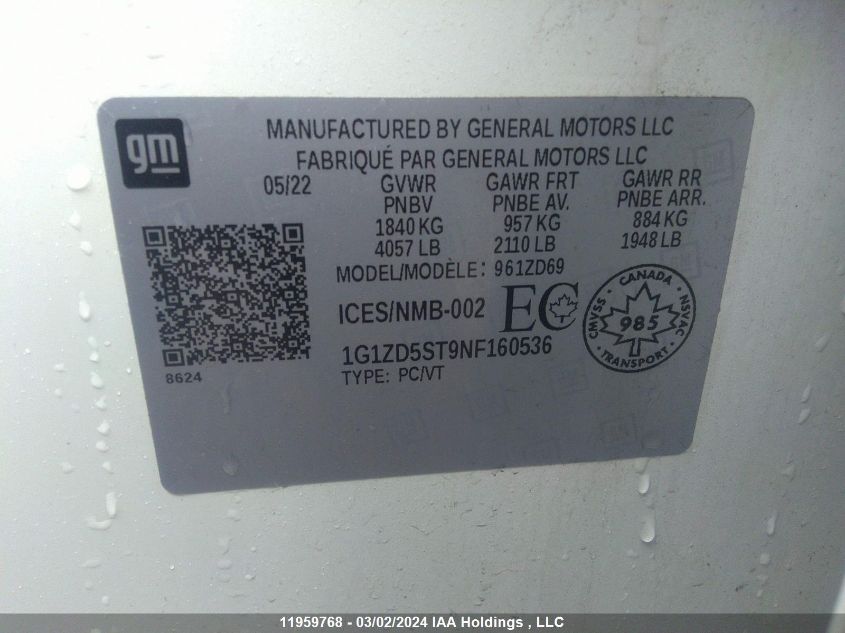 gm
MANUFACTURED BY GENERAL MOTORS LLC
FABRIQUÉ PAR GENERAL MOTORS LLC
05/22 GVWR GAWR FRT GAWR RR
PNBV PNBE AV. PNBE ARR.
1840 KG 957 KG 884 KG
4057 LB 2110 LB 1948 LB
MODEL/MODÈLE: 961ZD69
ICES/NMB-002 EC
CANADA
CMVSS 985 NSVAC
TRANSPORT
1G1ZD5ST9NF160536
8624 TYPE: PC/VT
11959768 - 03/02/2024 IAA Holdings , LLC